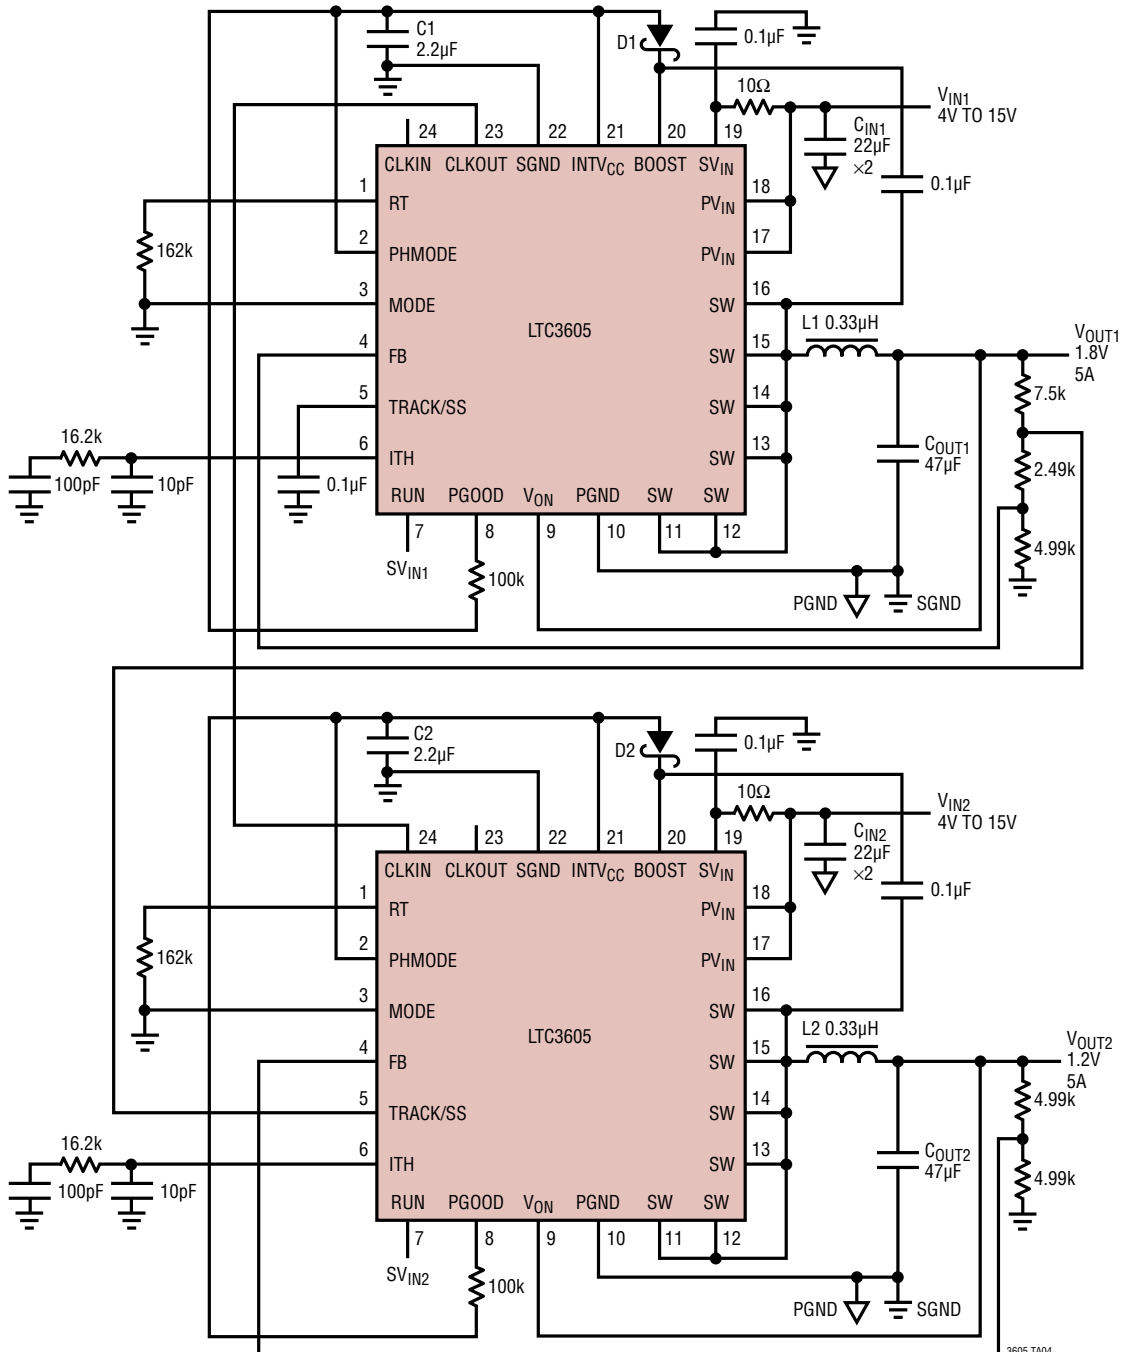 C1
2.2µF
D1
0.1µF
10Ω
VIN1
4V TO 15V
CIN1
22µF
×2
0.1µF
24
23
22
21
20
19
CLKIN
CLKOUT
SGND
INTVCC
BOOST
SVIN
1
RT
18
PVIN
162k
2
PHMODE
17
PVIN
3
MODE
16
SW
LTC3605
L1 0.33µH
4
FB
15
SW
VOUT1
1.8V
5A
7.5k
5
TRACK/SS
14
SW
16.2k
6
ITH
13
SW
COUT1
47µF
2.49k
100pF
10pF
0.1µF
RUN
PGOOD
VON
PGND
SW
SW
7
8
9
10
11
12
4.99k
SVIN1
100k
PGND
SGND
C2
2.2µF
D2
0.1µF
10Ω
VIN2
4V TO 15V
CIN2
22µF
×2
0.1µF
24
23
22
21
20
19
CLKIN
CLKOUT
SGND
INTVCC
BOOST
SVIN
1
RT
18
PVIN
162k
2
PHMODE
17
PVIN
3
MODE
16
SW
LTC3605
L2 0.33µH
4
FB
15
SW
VOUT2
1.2V
5A
4.99k
5
TRACK/SS
14
SW
16.2k
6
ITH
13
SW
COUT2
47µF
4.99k
100pF
10pF
RUN
PGOOD
VON
PGND
SW
SW
7
8
9
10
11
12
SVIN2
100k
PGND
SGND
3605 TA04